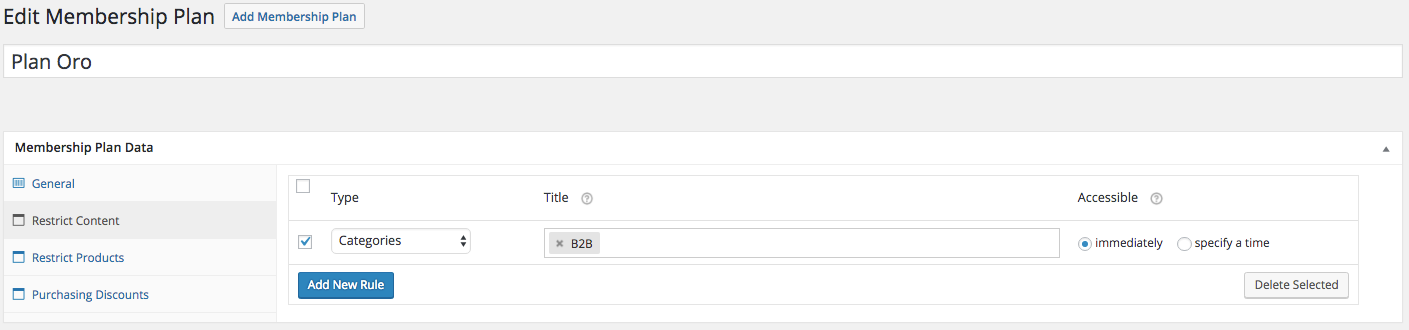 Edit Membership Plan Add Membership Plan
Plan Oro
Membership Plan Data
General
Restrict Content
Restrict Products
Purchasing Discounts
Type Title Accessible
Categories B2B immediately specify a time
Add New Rule Delete Selected